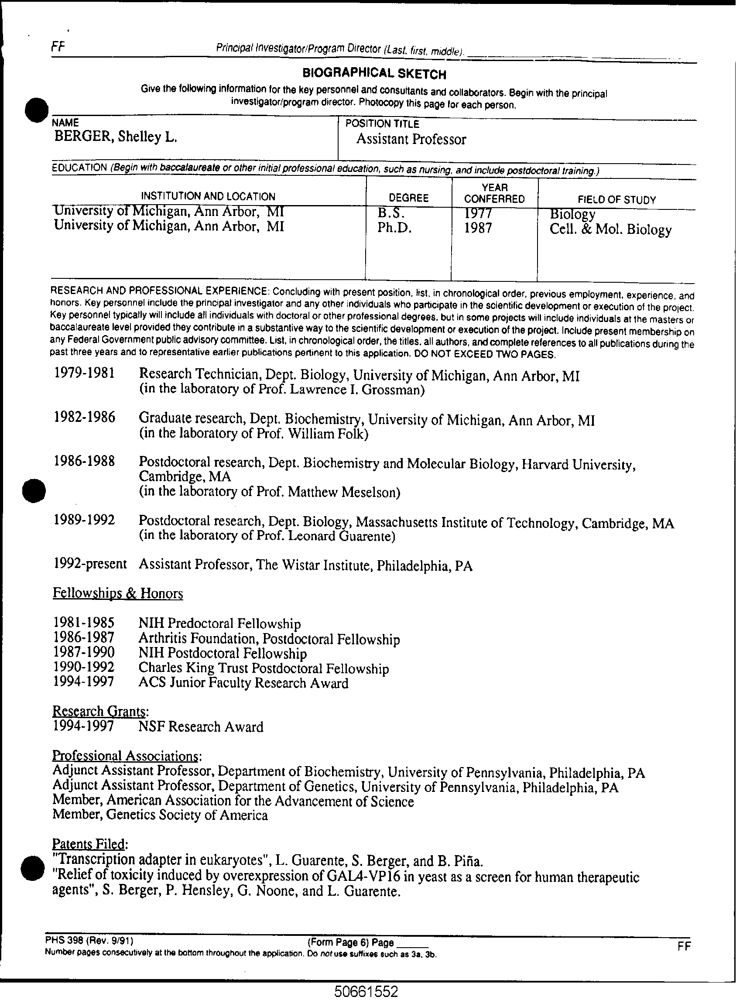 FF
Principal Investigator/Program Director (Last, first, middle).
BIOGRAPHICAL SKETCH
Give the following information for the key personnel and consultants and collaborators. Begin with the principal
investigator/program director. Photocopy this page for each person.
NAME
BERGER, Shelley L.
POSITION TITLE
Assistant Professor
EDUCATION (Begin with baccalaureate or other initial professional education, such as nursing, and include postdoctoral training.)
INSTITUTION AND LOCATION
DEGREE
YEAR
CONFERRED
FIELD OF STUDY
University of Michigan, Ann Arbor, MI B.S. 1977 Biology
University of Michigan, Ann Arbor, MI Ph.D. 1987 Cell. & Mol. Biology
RESEARCH AND PROFESSIONAL EXPERIENCE: Concluding with present position, list, in chronological order, previous employment, experience, and
honors. Key personnel include the principal investigator and any other individuals who participate in the scientific development or execution of the project.
Key personnel typically will include all individuals with doctoral or other professional degrees, but in some projects will include individuals at the masters or
baccalaureate level provided they contribute in a substantive way to the scientific development or execution of the project. Include present membership on
any Federal Government public advisory committee. List, in chronological order, the titles, all authors, and complete references to all publications during the
past three years and to representative earlier publications pertinent to this application. DO NOT EXCEED TWO PAGES.
1979-1981 Research Technician, Dept. Biology, University of Michigan, Ann Arbor, MI
(in the laboratory of Prof. Lawrence I. Grossman)
1982-1986 Graduate research, Dept. Biochemistry, University of Michigan, Ann Arbor, MI
(in the laboratory of Prof. William Folk)
1986-1988 Postdoctoral research, Dept. Biochemistry and Molecular Biology, Harvard University,
Cambridge, MA
(in the laboratory of Prof. Matthew Meselson)
1989-1992 Postdoctoral research, Dept. Biology, Massachusetts Institute of Technology, Cambridge, MA
(in the laboratory of Prof. Leonard Guarente)
1992-present Assistant Professor, The Wistar Institute, Philadelphia, PA
Fellowships & Honors
1981-1985 NIH Predoctoral Fellowship
1986-1987 Arthritis Foundation, Postdoctoral Fellowship
1987-1990 NIH Postdoctoral Fellowship
1990-1992 Charles King Trust Postdoctoral Fellowship
1994-1997 ACS Junior Faculty Research Award
Research Grants:
1994-1997 NSF Research Award
Professional Associations:
Adjunct Assistant Professor, Department of Biochemistry, University of Pennsylvania, Philadelphia, PA
Adjunct Assistant Professor, Department of Genetics, University of Pennsylvania, Philadelphia, PA
Member, American Association for the Advancement of Science
Member, Genetics Society of America
Patents Filed:
"Transcription adapter in eukaryotes", L. Guarente, S. Berger, and B. Piña.
"Relief of toxicity induced by overexpression of GAL4-VP16 in yeast as a screen for human therapeutic
agents", S. Berger, P. Hensley, G. Noone, and L. Guarente.
PHS 398 (Rev. 9/91) (Form Page 6) Page ______ FF
Number pages consecutively at the bottom throughout the application. Do not use suffixes such as 3a, 3b.
50661552